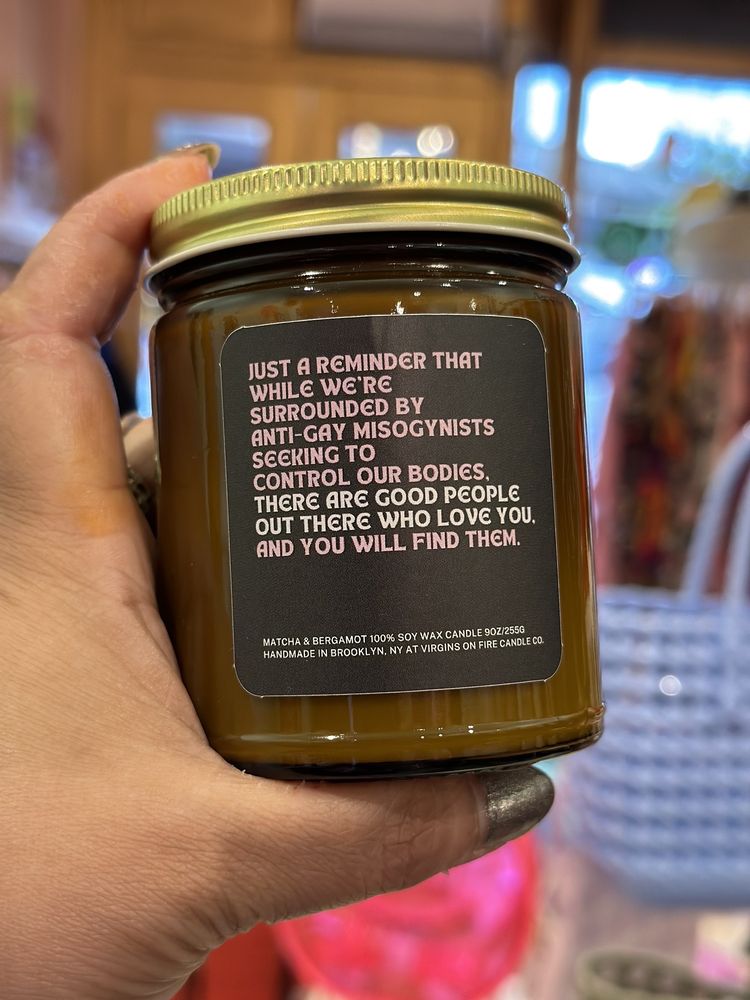 JUST A REMINDER THAT
WHILE WE'RE
SURROUNDED BY
ANTI-GAY MISOGYNISTS
SEEKING TO
CONTROL OUR BODIES,
THERE ARE GOOD PEOPLE
OUT THERE WHO LOVE YOU,
AND YOU WILL FIND THEM.
MATCHA & BERGAMOT 100% SOY WAX CANDLE 9OZ/255G
HANDMADE IN BROOKLYN, NY AT VIRGINS ON FIRE CANDLE CO.